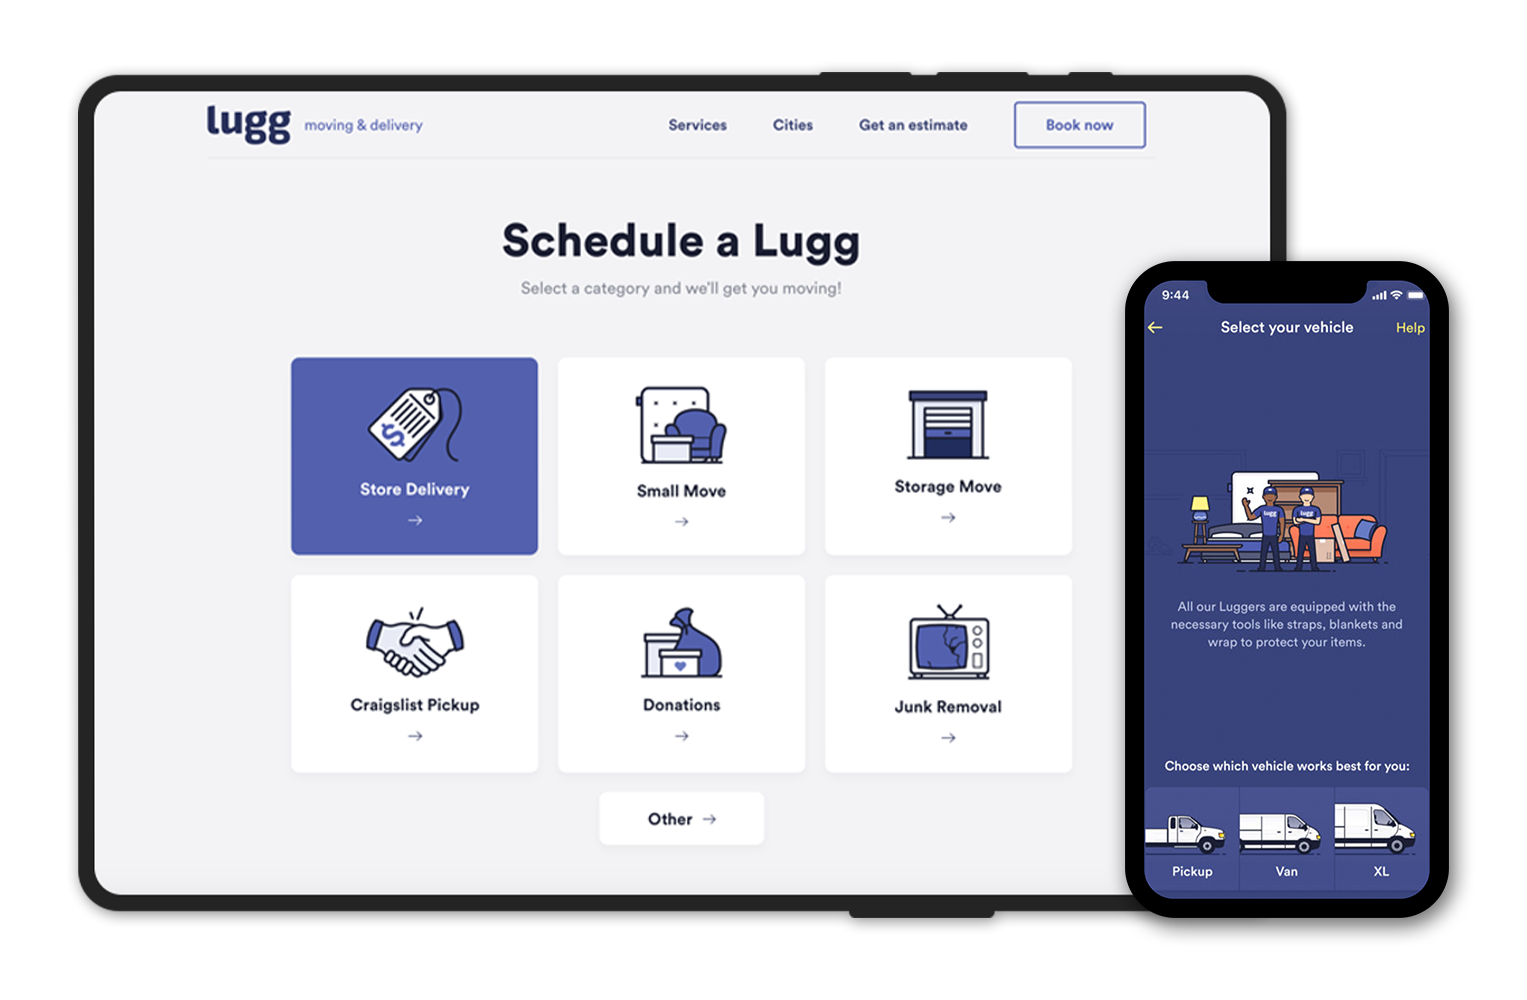 lugg moving & delivery
Services Cities Get an estimate Book now
Schedule a Lugg
Select a category and we'll get you moving!
$
Store Delivery
Small Move
Storage Move
Craigslist Pickup
Donations
Junk Removal
Other
9:44
Select your vehicle Help
lugg lugg
All our Luggers are equipped with the
necessary tools like straps, blankets and
wrap to protect your items.
Choose which vehicle works best for you:
Pickup Van XL